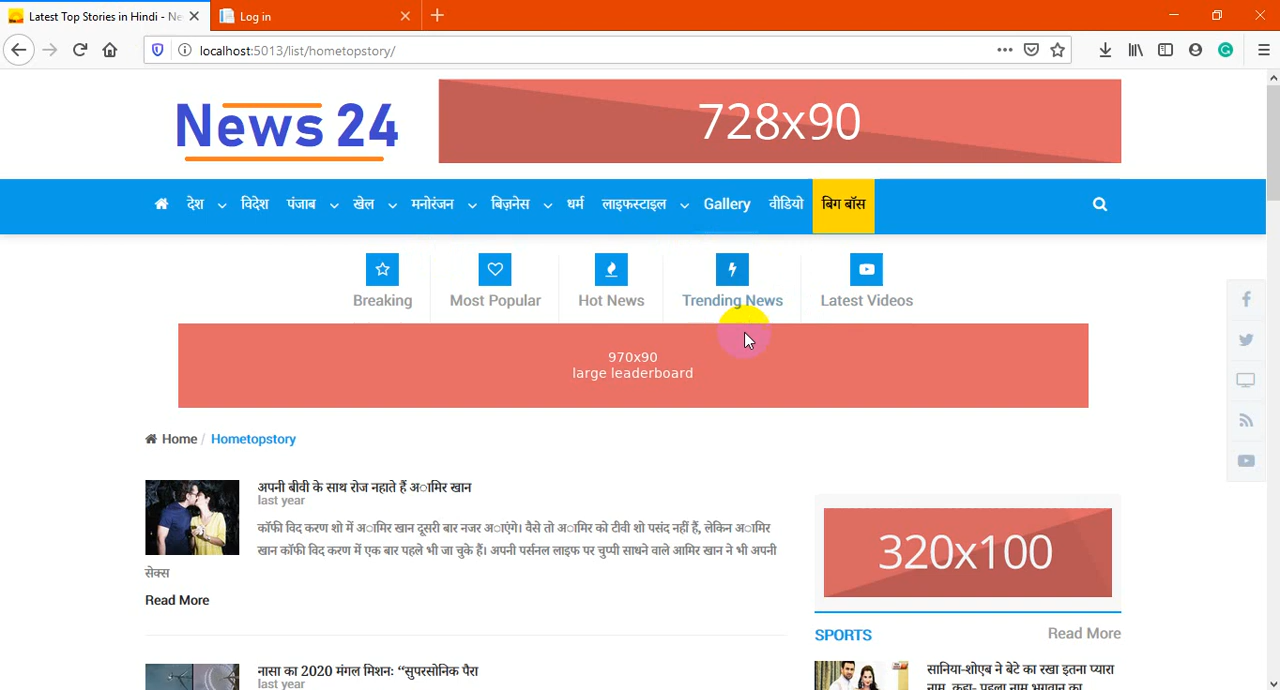 Latest Top Stories in Hindi - Ne
Log in
localhost:5013/list/hometopstory/
News 24
728x90
देश
विदेश
पंजाब
खेल
मनोरंजन
बिज़नेस
धर्म
लाइफस्टाइल
Gallery
वीडियो
बिग बॉस
Breaking
Most Popular
Hot News
Trending News
Latest Videos
970x90
large leaderboard
Home / Hometopstory
अपनी बीवी के साथ रोज नहाते हैं अामिर खान
last year
कॉफी विद करण शो में अामिर खान दूसरी बार नजर अाएंगे। वैसे तो अामिर को टीवी शो पसंद नहीं हैं, लेकिन अामिर
खान कॉफी विद करण में एक बार पहले भी जा चुके हैं। अपनी पर्सनल लाइफ पर चुप्पी साधने वाले आमिर खान ने भी अपनी
सेक्स
Read More
320x100
SPORTS
Read More
नासा का 2020 मंगल मिशनः “सुपरसोनिक पैरा
last year
सानिया-शोएब ने बेटे का रखा इतना प्यारा
नाम, कहा- पहला नाम भगवान का